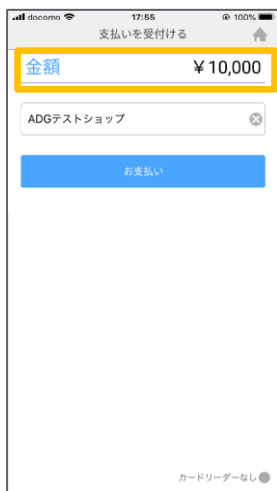 docomo 17:55 100%
支払いを受付ける
金額 ¥10,000
ADGテストショップ
お支払い
カードリーダーなし